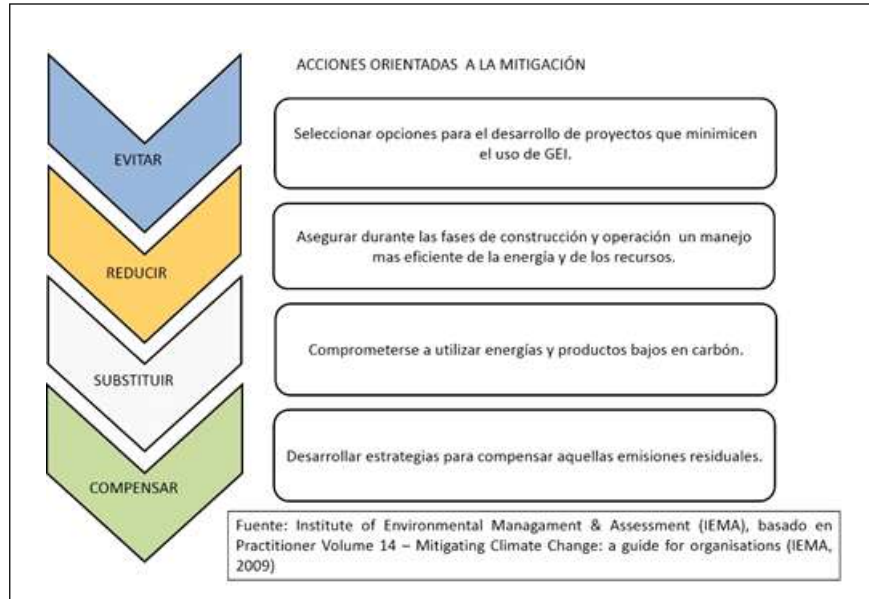 ACCIONES ORIENTADAS A LA MITIGACIÓN
EVITAR
Seleccionar opciones para el desarrollo de proyectos que minimicen
el uso de GEI.
REDUCIR
Asegurar durante las fases de construcción y operación un manejo
mas eficiente de la energía y de los recursos.
SUBSTITUIR
Comprometerse a utilizar energías y productos bajos en carbón.
COMPENSAR
Desarrollar estrategias para compensar aquellas emisiones residuales.
Fuente: Institute of Environmental Managament & Assessment (IEMA), basado en
Practitioner Volume 14 – Mitigating Climate Change: a guide for organisations (IEMA,
2009)